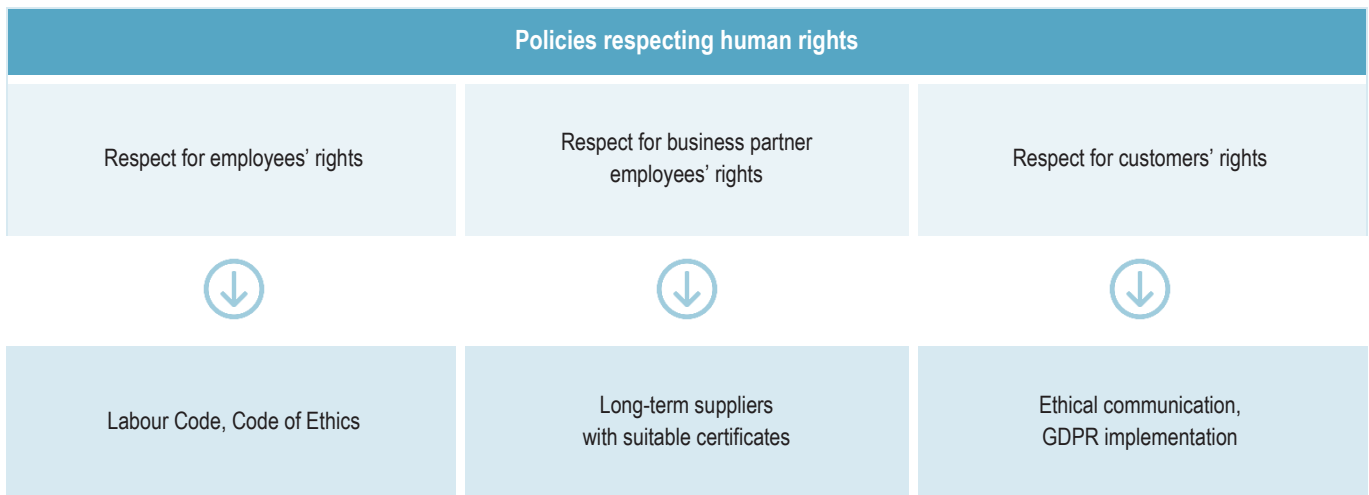 Policies respecting human rights
Respect for employees’ rights
Respect for business partner
employees’ rights
Respect for customers’ rights
Labour Code, Code of Ethics
Long-term suppliers
with suitable certificates
Ethical communication,
GDPR implementation